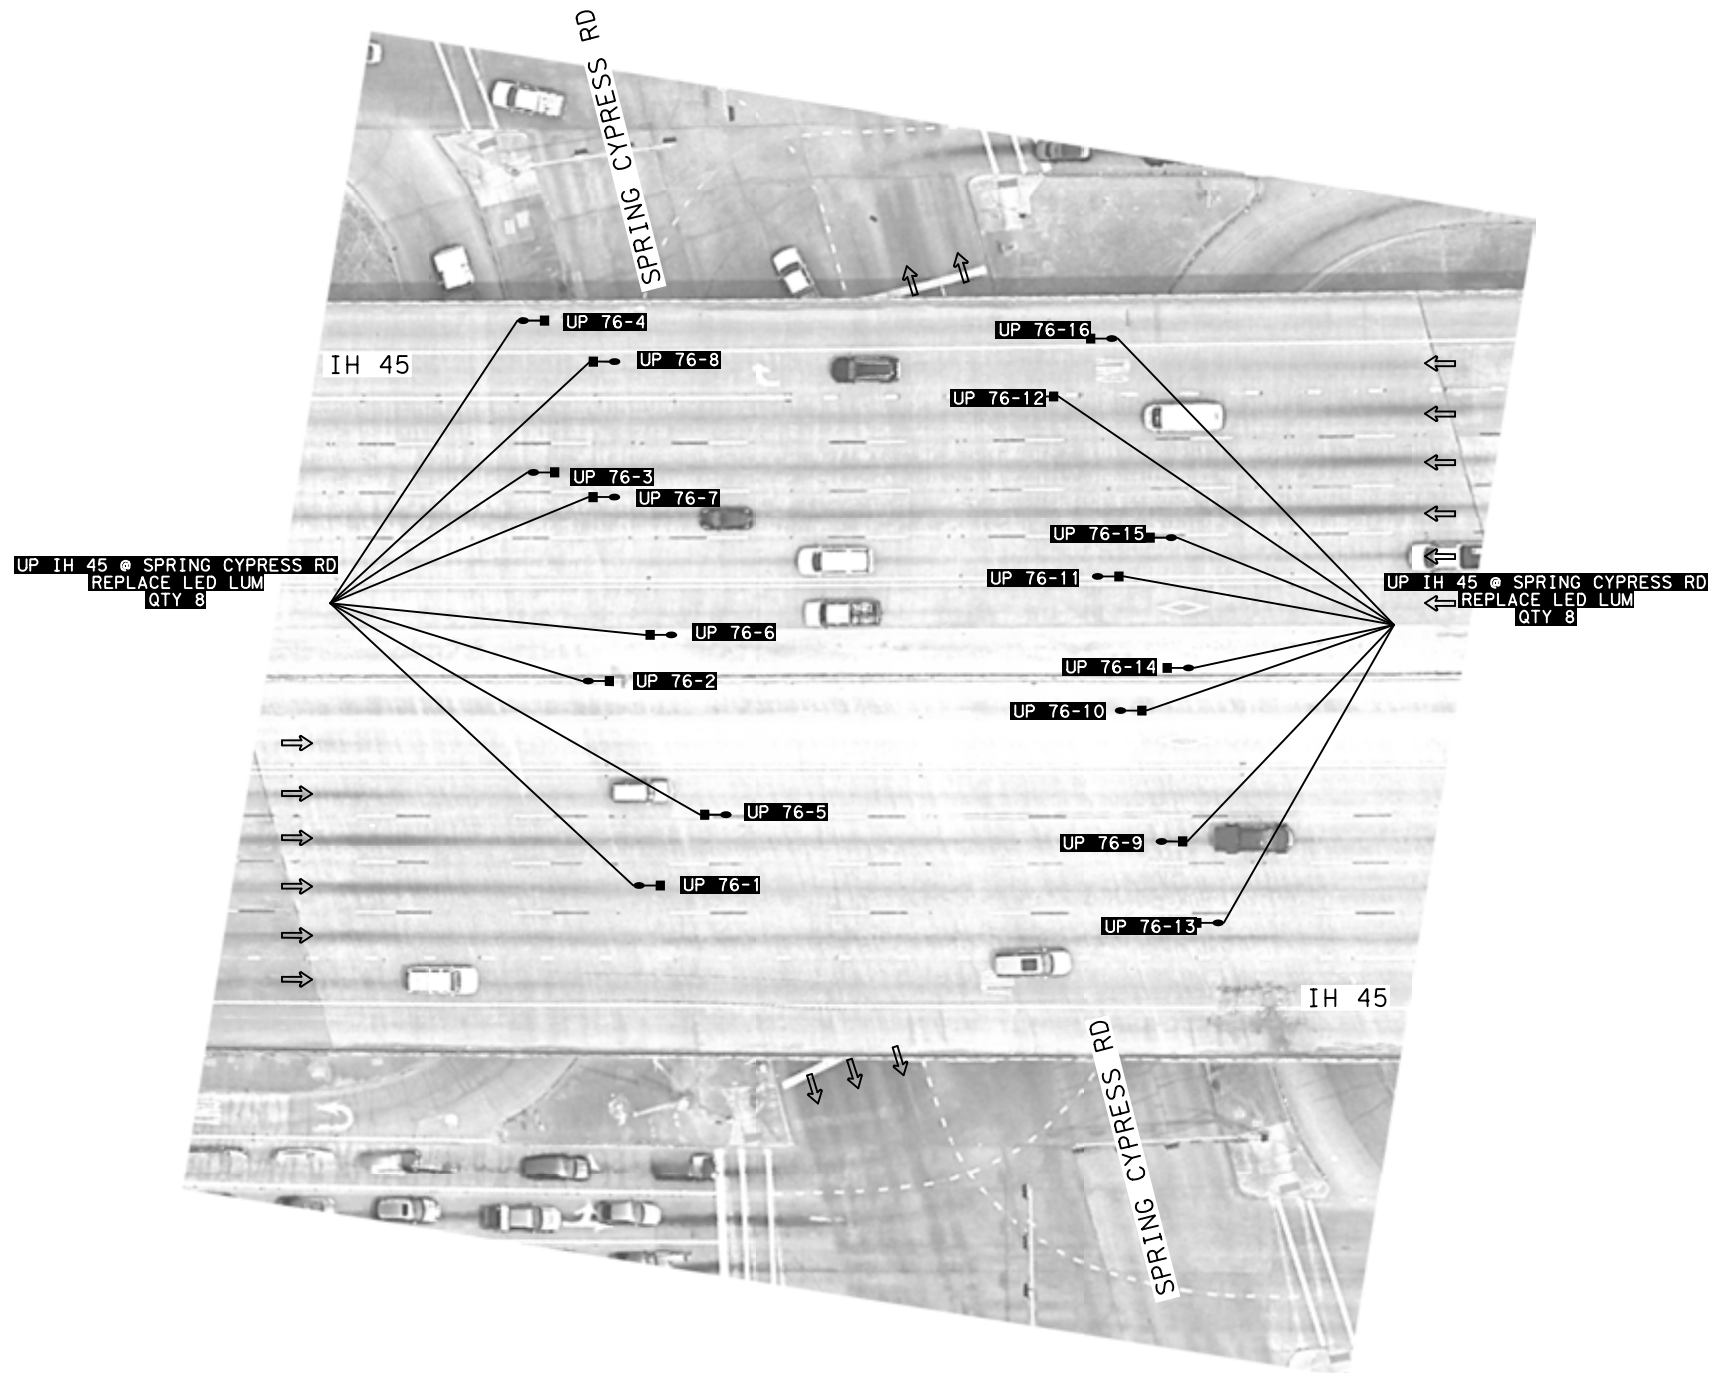 SPRING CYPRESS RD
UP 76-4
UP 76-16
UP 76-8
IH 45
UP 76-12
UP 76-3
UP 76-7
UP 76-15
UP IH 45 @ SPRING CYPRESS RD
REPLACE LED LUM
QTY 8
UP 76-11
UP IH 45 @ SPRING CYPRESS RD
REPLACE LED LUM
QTY 8
UP 76-6
UP 76-14
UP 76-2
UP 76-10
UP 76-5
UP 76-9
UP 76-1
UP 76-13
IH 45
SPRING CYPRESS RD